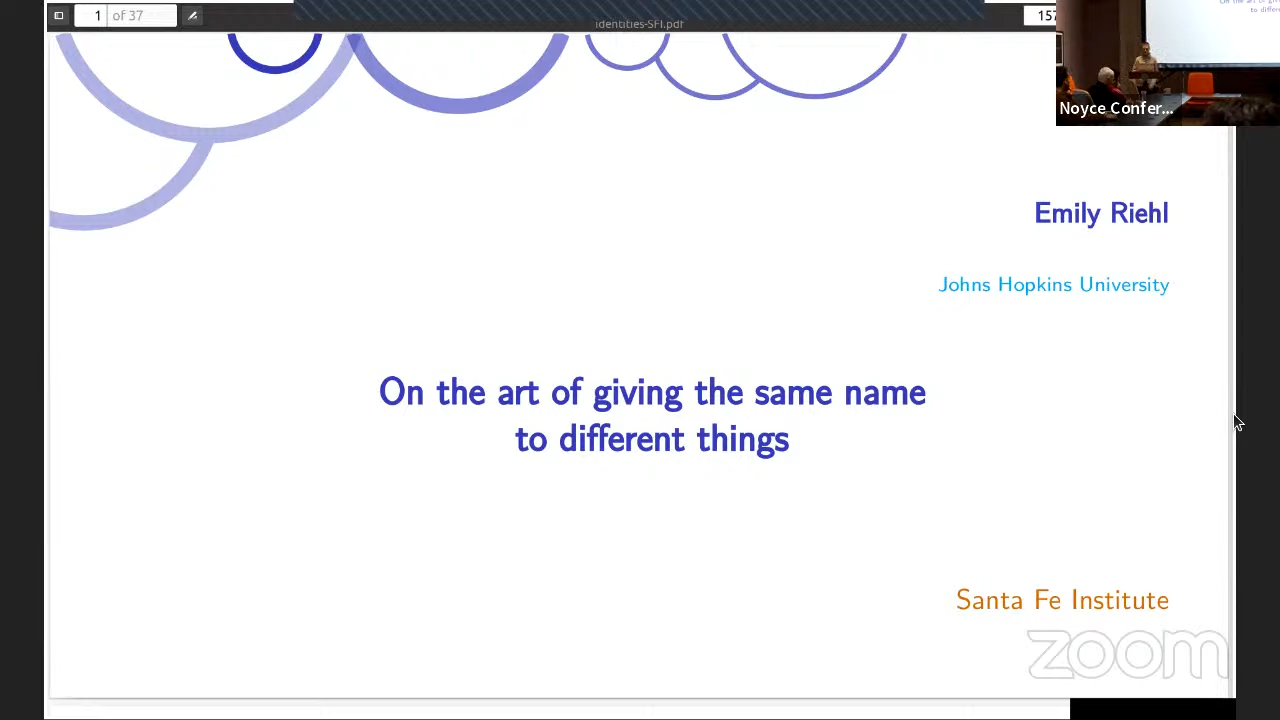 1 of 37
identities-SFI.pdf
157
Noyce Confer...
Emily Riehl
Johns Hopkins University
On the art of giving the same name
to different things
Santa Fe Institute
zoom